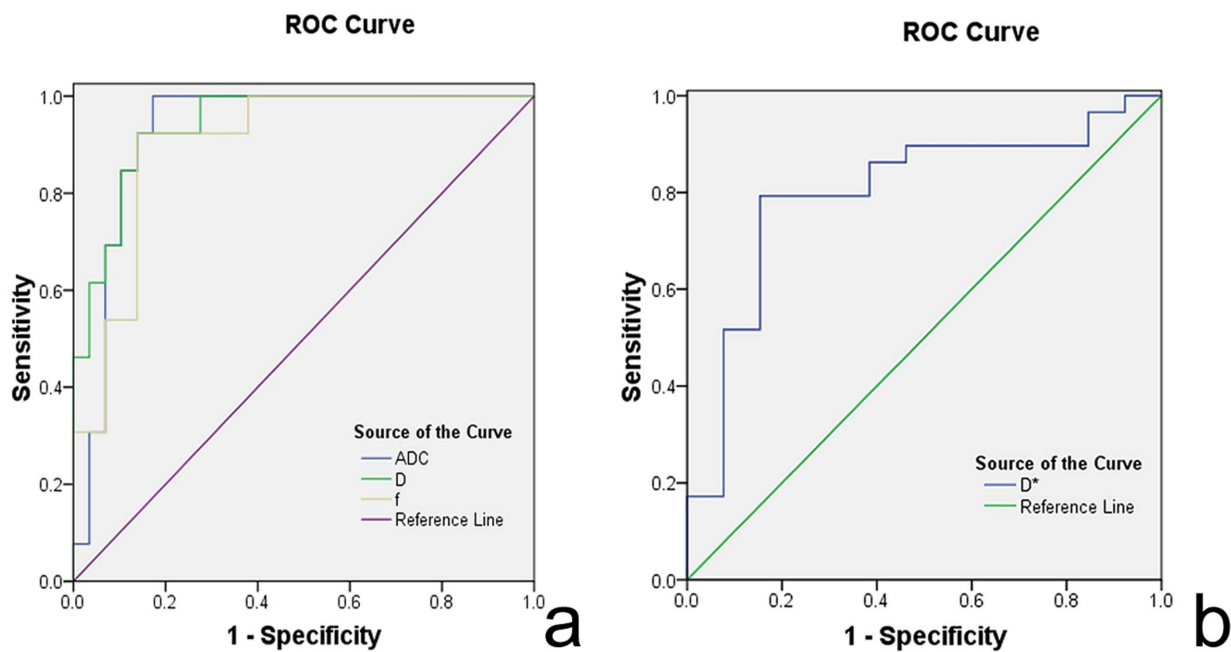 ROC Curve
1.0
0.8
0.6
0.4
0.2
0.0
Sensitivity
0.0 0.2 0.4 0.6 0.8 1.0
1 - Specificity
Source of the Curve
ADC
D
f
Reference Line
a
ROC Curve
1.0
0.8
0.6
0.4
0.2
0.0
Sensitivity
0.0 0.2 0.4 0.6 0.8 1.0
1 - Specificity
Source of the Curve
D*
Reference Line
b